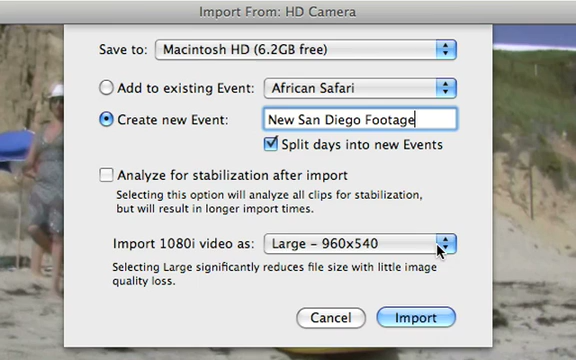 Import From: HD Camera
Save to: Macintosh HD (6.2GB free)
Add to existing Event: African Safari
Create new Event: New San Diego Footage
Split days into new Events
Analyze for stabilization after import
Selecting this option will analyze all clips for stabilization,
but will result in longer import times.
Import 1080i video as: Large – 960x540
Selecting Large significantly reduces file size with little image
quality loss.
Cancel Import